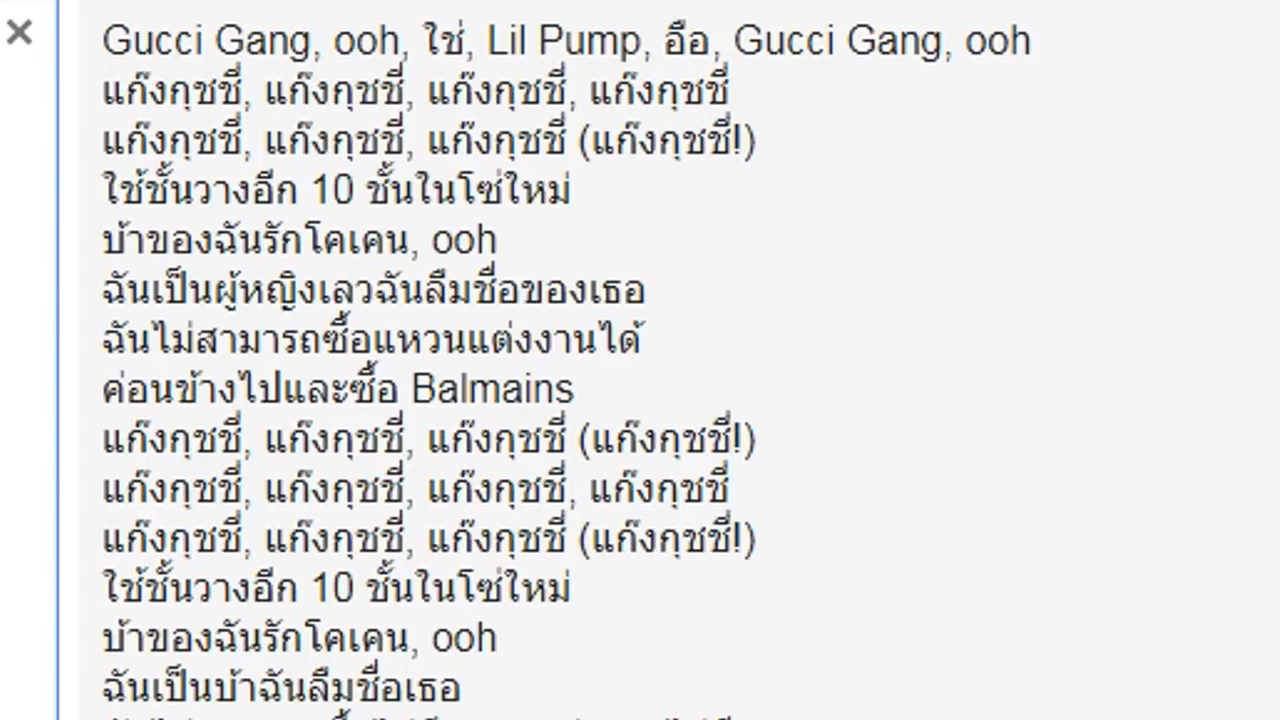 Gucci Gang, ooh, ใช่, Lil Pump, อือ, Gucci Gang, ooh
แก๊งกุชชี่, แก๊งกุชชี่, แก๊งกุชชี่, แก๊งกุชชี่
แก๊งกุชชี่, แก๊งกุชชี่, แก๊งกุชชี่ (แก๊งกุชชี่!)
ใช้ชั้นวางอีก 10 ชั้นในโซ่ใหม่
บ้าของฉันรักโคเคน, ooh
ฉันเป็นผู้หญิงเลวฉันลืมชื่อของเธอ
ฉันไม่สามารถซื้อแหวนแต่งงานได้
ค่อนข้างไปและซื้อ Balmains
แก๊งกุชชี่, แก๊งกุชชี่, แก๊งกุชชี่ (แก๊งกุชชี่!)
แก๊งกุชชี่, แก๊งกุชชี่, แก๊งกุชชี่, แก๊งกุชชี่
แก๊งกุชชี่, แก๊งกุชชี่, แก๊งกุชชี่ (แก๊งกุชชี่!)
ใช้ชั้นวางอีก 10 ชั้นในโซ่ใหม่
บ้าของฉันรักโคเคน, ooh
ฉันเป็นบ้าฉันลืมชื่อเธอ